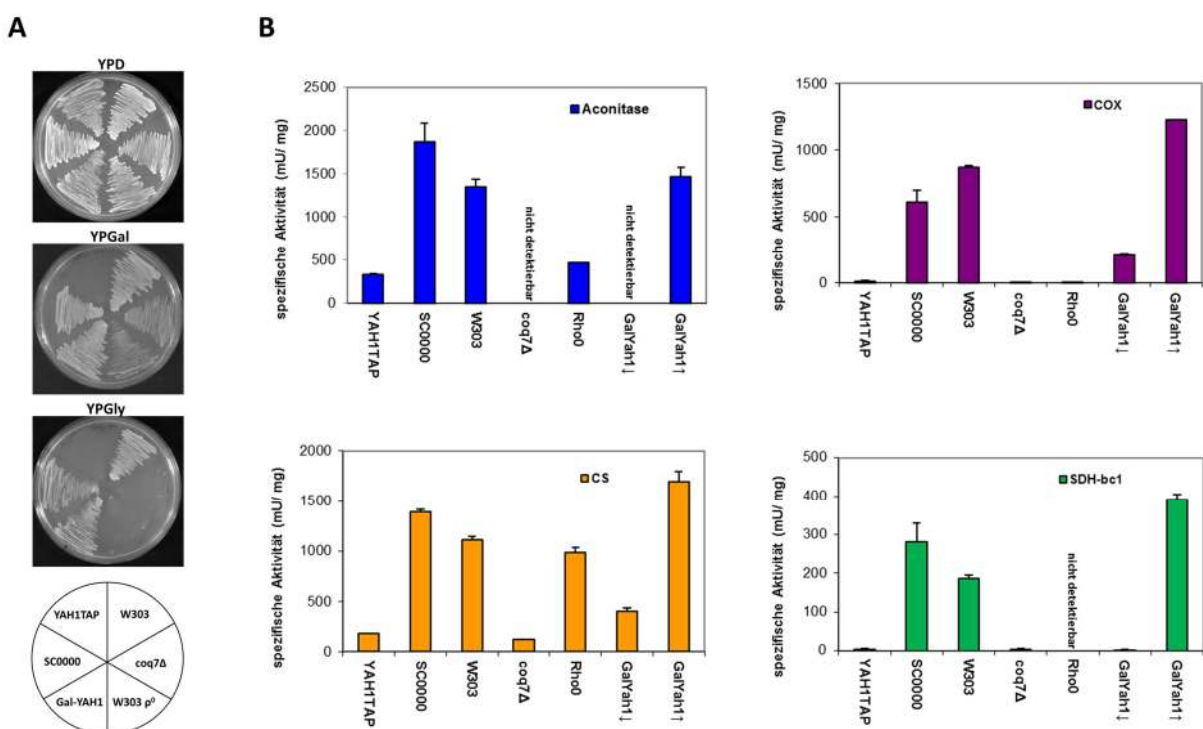 A
B
YPD
YPGal
YPGly
YAH1TAP
W303
SC0000
coq7Δ
Gal-YAH1
W303 ρ⁰
spezifische Aktivität (mU/ mg)
2500
2000
1500
1000
500
0
Aconitase
nicht detektierbar
nicht detektierbar
YAH1TAP
SC0000
W303
coq7Δ
Rho0
GalYah1↓
GalYah1↑
spezifische Aktivität (mU/ mg)
1500
1000
500
0
COX
YAH1TAP
SC0000
W303
coq7Δ
Rho0
GalYah1↓
GalYah1↑
spezifische Aktivität (mU/ mg)
2000
1500
1000
500
0
CS
YAH1TAP
SC0000
W303
coq7Δ
Rho0
GalYah1↓
GalYah1↑
spezifische Aktivität (mU/ mg)
500
400
300
200
100
0
SDH-bc1
nicht detektierbar
YAH1TAP
SC0000
W303
coq7Δ
Rho0
GalYah1↓
GalYah1↑